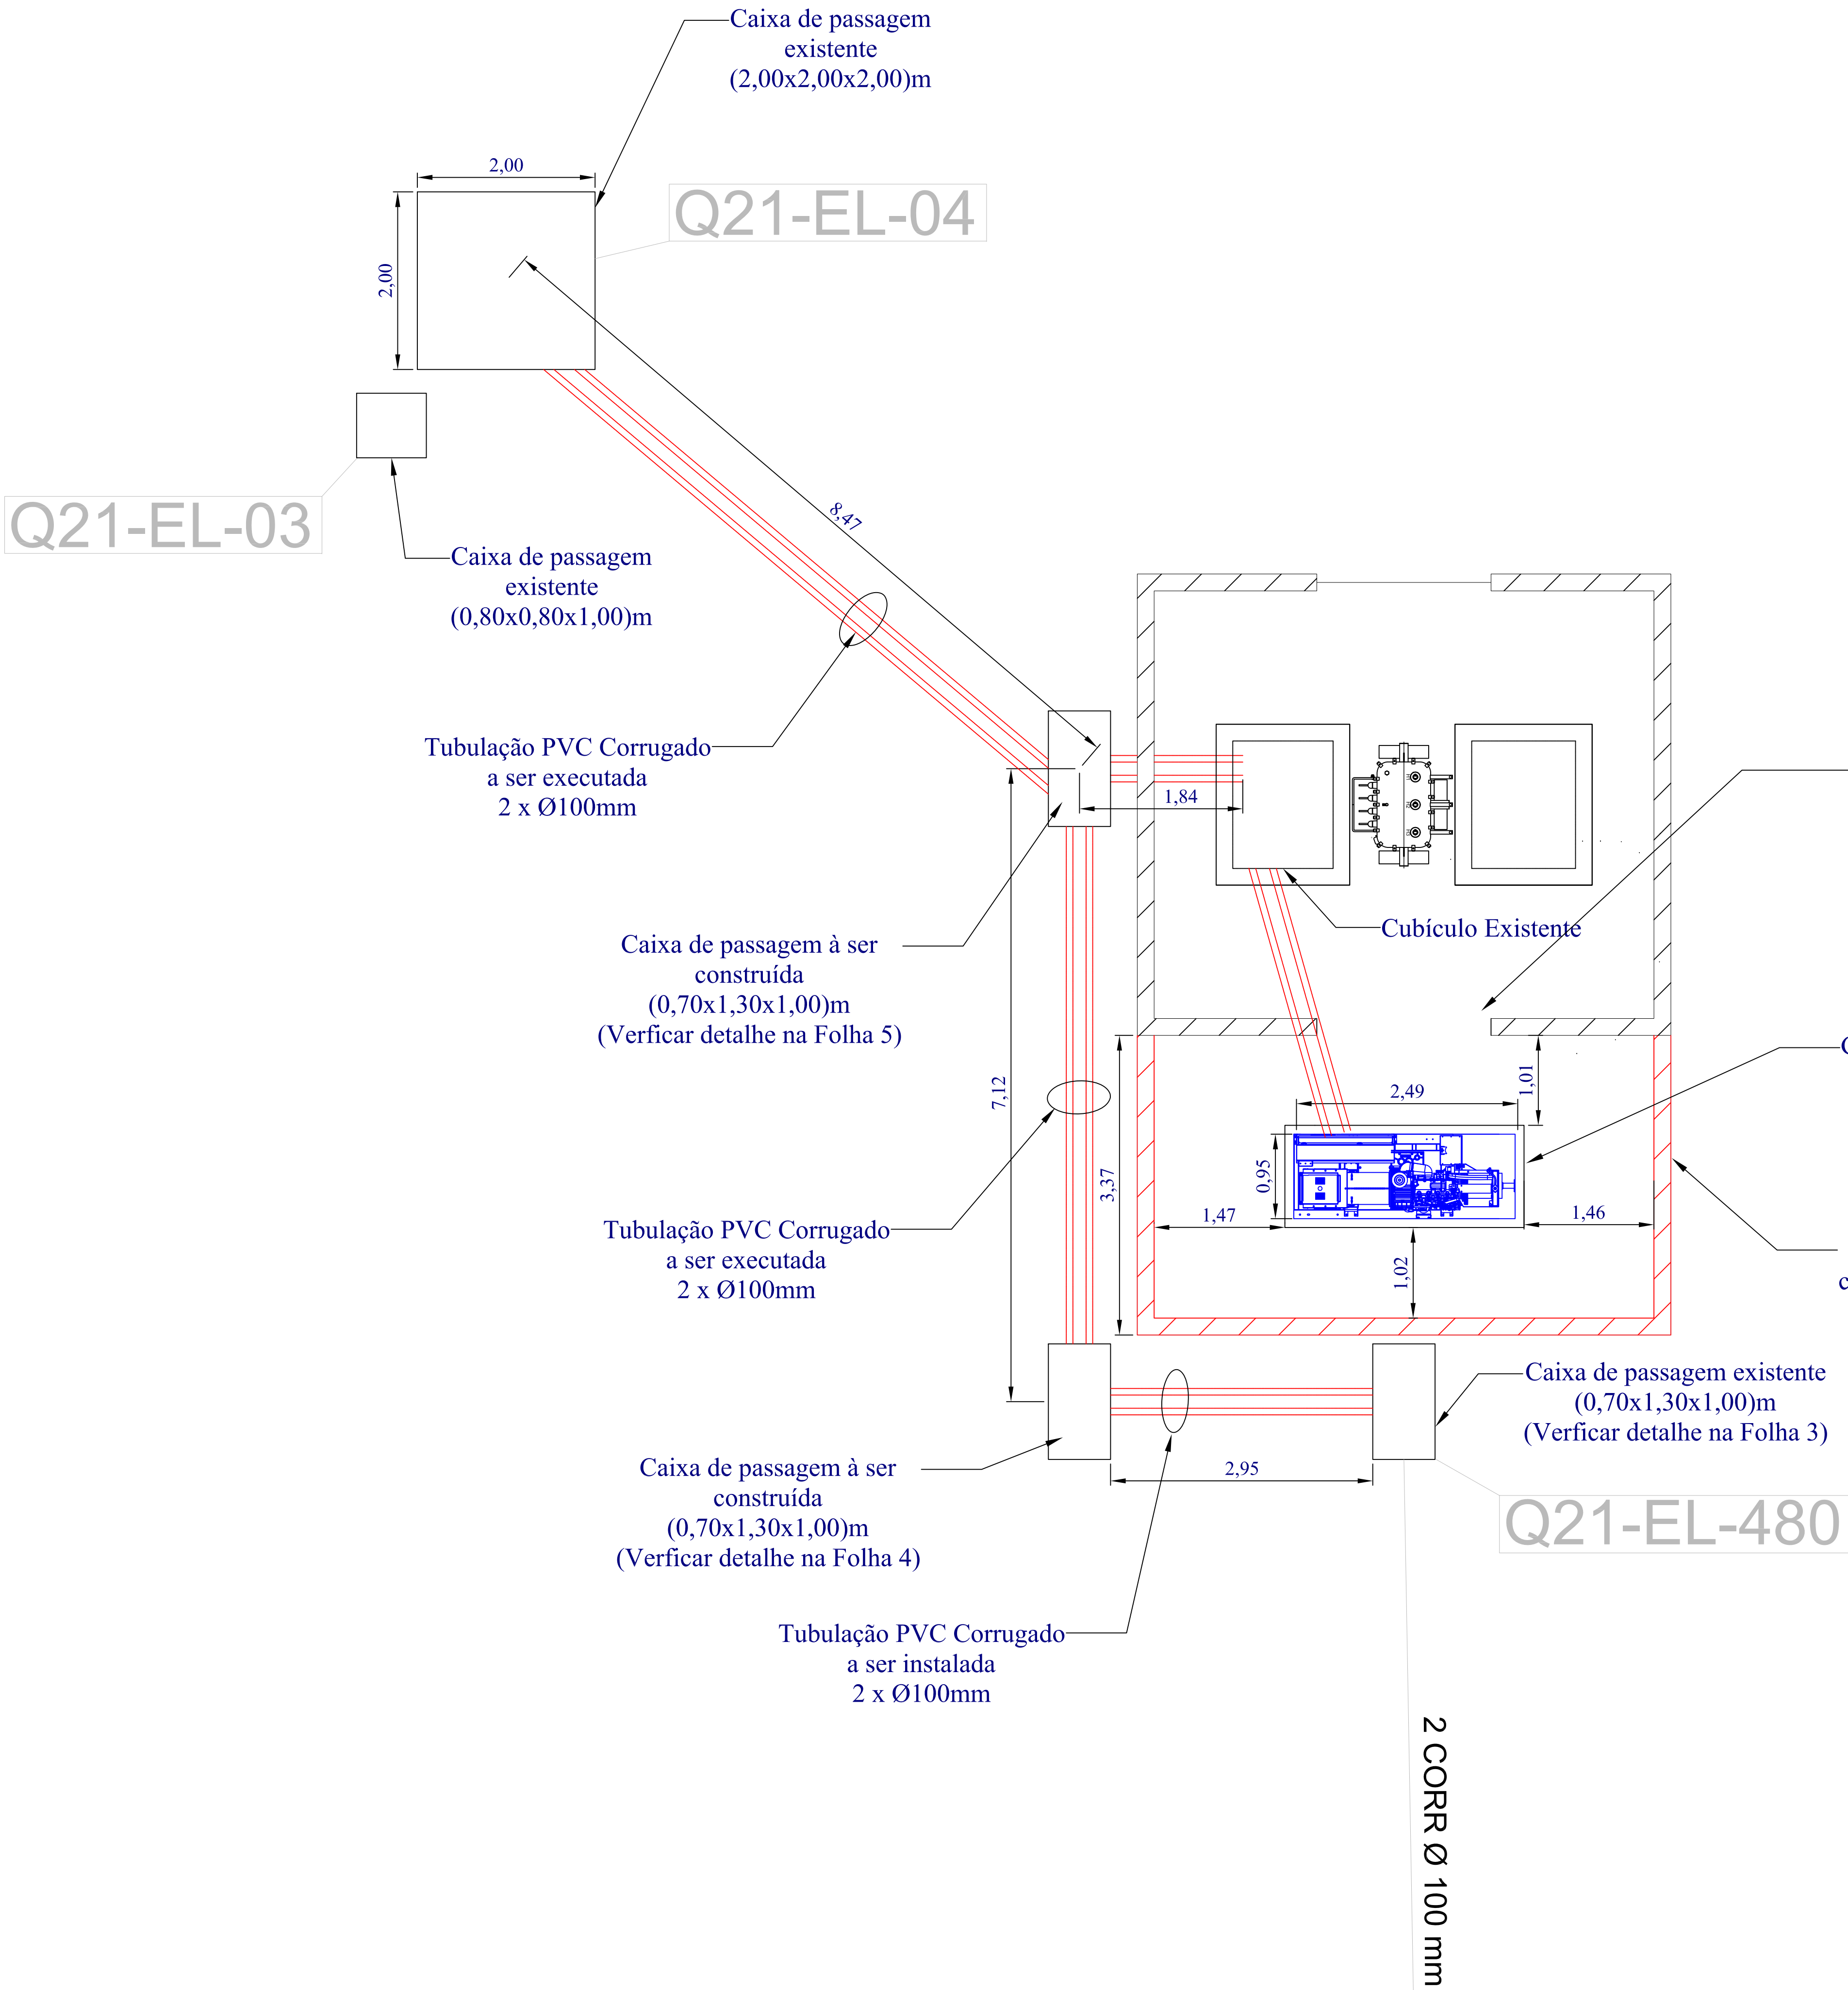 Caixa de passagem
existente
(2,00x2,00x2,00)m
2,00
Q21-EL-04
2,00
Q21-EL-03
8,47
Caixa de passagem
existente
(0,80x0,80x1,00)m
Tubulação PVC Corrugado
a ser executada
2 x Ø100mm
1,84
Cubículo Existente
Caixa de passagem à ser
construída
(0,70x1,30x1,00)m
(Verficar detalhe na Folha 5)
7,12
1,01
2,49
0,95
3,37
1,47
1,46
1,02
Tubulação PVC Corrugado
a ser executada
2 x Ø100mm
Caixa de passagem existente
(0,70x1,30x1,00)m
(Verficar detalhe na Folha 3)
2,95
Caixa de passagem à ser
construída
(0,70x1,30x1,00)m
(Verficar detalhe na Folha 4)
Q21-EL-480
Tubulação PVC Corrugado
a ser instalada
2 x Ø100mm
2 CORR Ø 100 mm